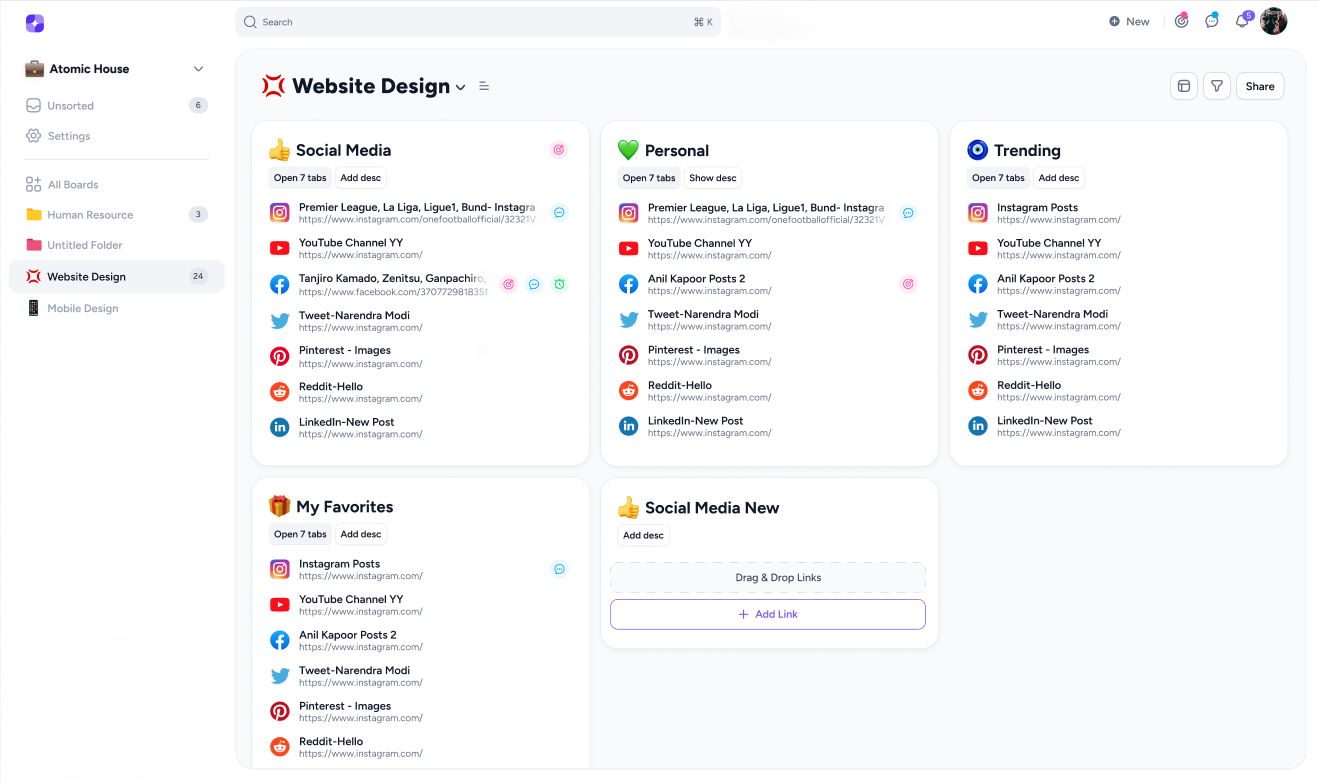 Search
⌘ K
New
5
Atomic House
Unsorted
6
Settings
All Boards
Human Resource
3
Untitled Folder
Website Design
24
Mobile Design
Website Design
Share
Social Media
Open 7 tabs
Add desc
Premier League, La Liga, Ligue1, Bund- Instagra
https://www.instagram.com/onefootballofficial/32321V
YouTube Channel YY
https://www.instagram.com/
Tanjiro Kamado, Zenitsu, Ganpachiro,
https://www.facebook.com/3707729818351
Tweet-Narendra Modi
https://www.instagram.com/
Pinterest - Images
https://www.instagram.com/
Reddit-Hello
https://www.instagram.com/
LinkedIn-New Post
https://www.instagram.com/
Personal
Open 7 tabs
Show desc
Premier League, La Liga, Ligue1, Bund- Instagra
https://www.instagram.com/onefootballofficial/32321V
YouTube Channel YY
https://www.instagram.com/
Anil Kapoor Posts 2
https://www.instagram.com/
Tweet-Narendra Modi
https://www.instagram.com/
Pinterest - Images
https://www.instagram.com/
Reddit-Hello
https://www.instagram.com/
LinkedIn-New Post
https://www.instagram.com/
Trending
Open 7 tabs
Add desc
Instagram Posts
https://www.instagram.com/
YouTube Channel YY
https://www.instagram.com/
Anil Kapoor Posts 2
https://www.instagram.com/
Tweet-Narendra Modi
https://www.instagram.com/
Pinterest - Images
https://www.instagram.com/
Reddit-Hello
https://www.instagram.com/
LinkedIn-New Post
https://www.instagram.com/
My Favorites
Open 7 tabs
Add desc
Instagram Posts
https://www.instagram.com/
YouTube Channel YY
https://www.instagram.com/
Anil Kapoor Posts 2
https://www.instagram.com/
Tweet-Narendra Modi
https://www.instagram.com/
Pinterest - Images
https://www.instagram.com/
Reddit-Hello
https://www.instagram.com/
Social Media New
Add desc
Drag & Drop Links
Add Link